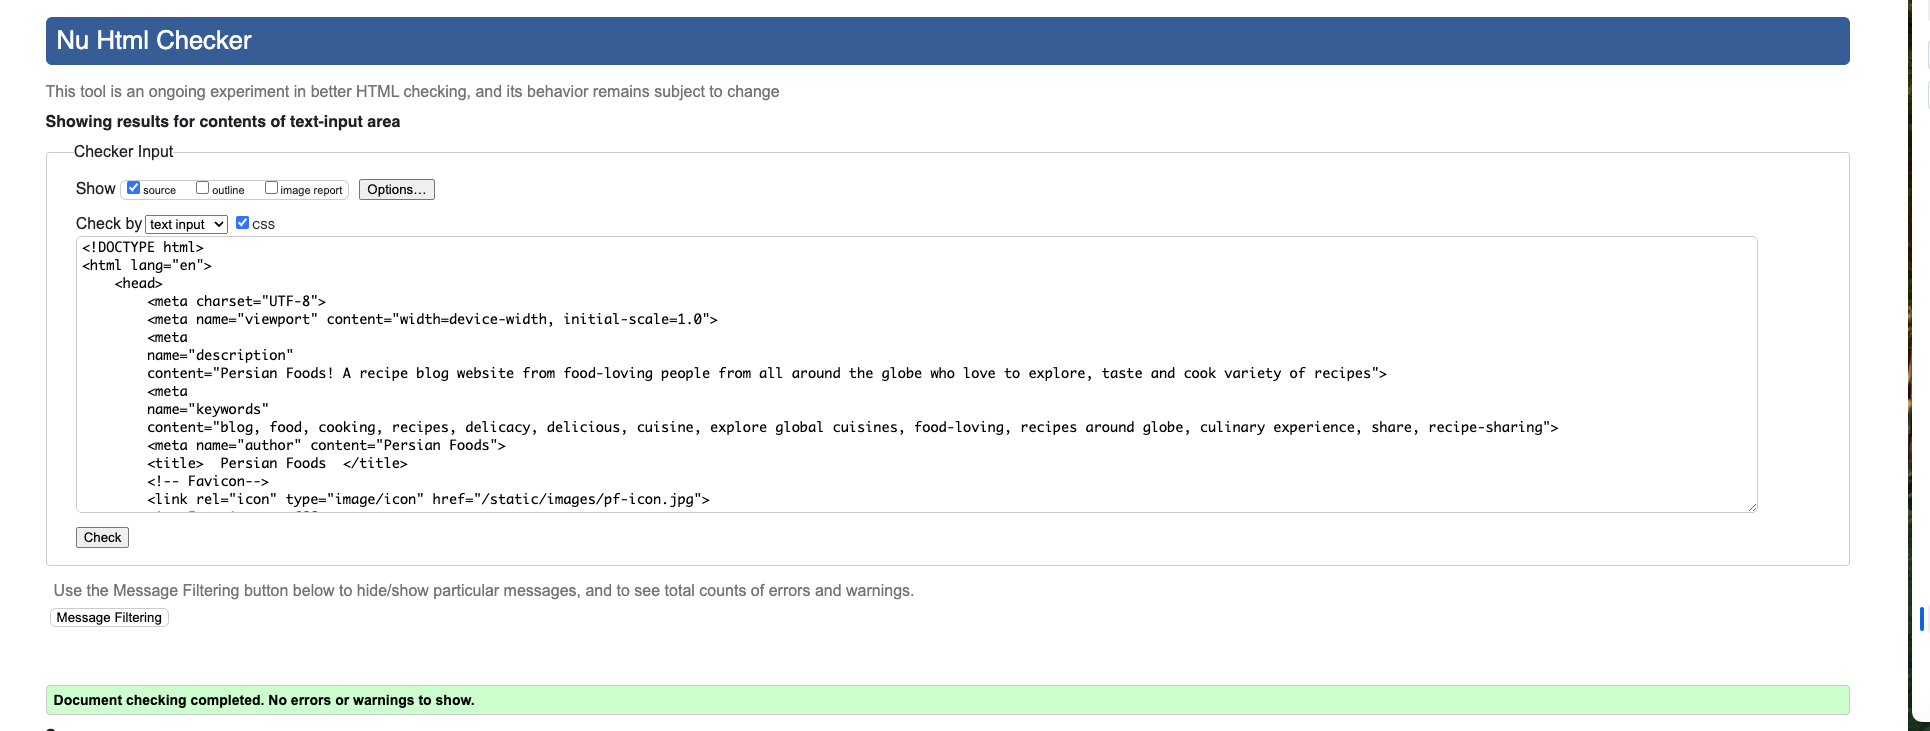 Nu Html Checker
This tool is an ongoing experiment in better HTML checking, and its behavior remains subject to change
Showing results for contents of text-input area
Checker Input
Show source outline image report Options...
Check by text input CSS
<!DOCTYPE html>
<html lang="en">
<head>
<meta charset="UTF-8">
<meta name="viewport" content="width=device-width, initial-scale=1.0">
<meta
name="description"
content="Persian Foods! A recipe blog website from food-loving people from all around the globe who love to explore, taste and cook variety of recipes">
<meta
name="keywords"
content="blog, food, cooking, recipes, delicacy, delicious, cuisine, explore global cuisines, food-loving, recipes around globe, culinary experience, share, recipe-sharing">
<meta name="author" content="Persian Foods">
<title>  Persian Foods  </title>
<!-- Favicon-->
<link rel="icon" type="image/icon" href="/static/images/pf-icon.jpg">
Check
Use the Message Filtering button below to hide/show particular messages, and to see total counts of errors and warnings.
Message Filtering
Document checking completed. No errors or warnings to show.